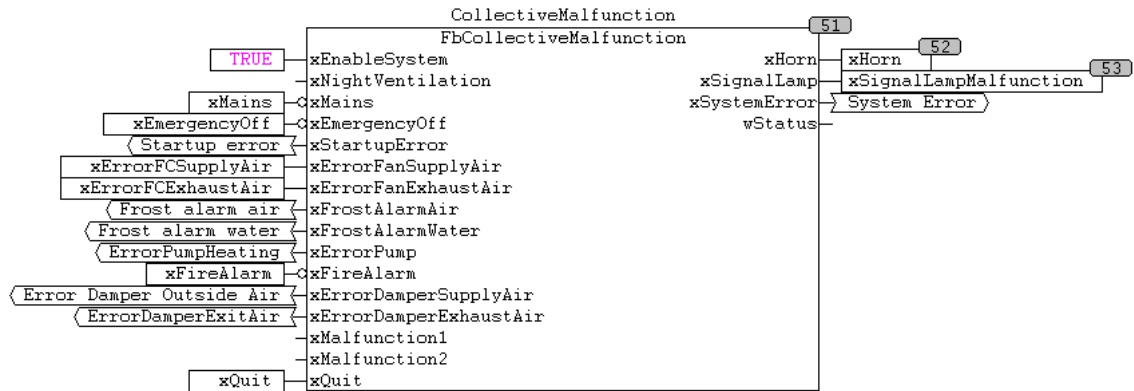 CollectiveMalfunction
51
FbCollectiveMalfunction
52
TRUE xEnableSystem xHorn xHorn
53
xNightVentilation xSignalLamp xSignalLampMalfunction
xMains xMains xSystemError System Error
xEmergencyOff xEmergencyOff wStatus
Startup error xStartupError
xErrorFCSupplyAir xErrorFanSupplyAir
xErrorFCExhaustAir xErrorFanExhaustAir
Frost alarm air xFrostAlarmAir
Frost alarm water xFrostAlarmWater
ErrorPumpHeating xErrorPump
xFireAlarm xFireAlarm
Error Damper Outside Air xErrorDamperSupplyAir
ErrorDamperExitAir xErrorDamperExhaustAir
xMalfunction1
xMalfunction2
xQuit xQuit